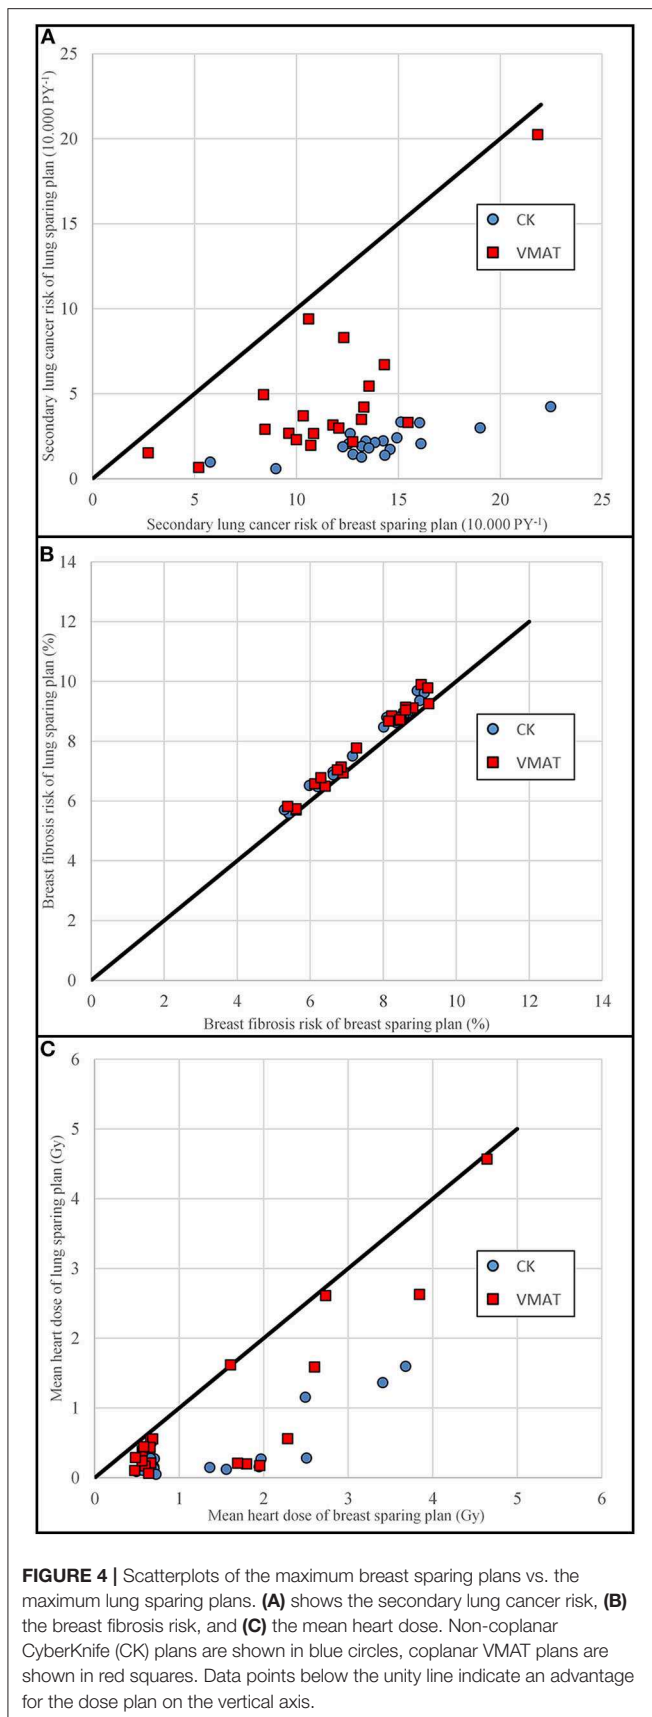 A
25
20
15
10
5
0
Secondary lung cancer risk of lung sparing plan (10.000 PY-1)
CK
VMAT
0 5 10 15 20 25
Secondary lung cancer risk of breast sparing plan (10.000 PY-1)
B
14
12
10
8
6
4
2
0
Breast fibrosis risk of lung sparing plan (%)
CK
VMAT
0 2 4 6 8 10 12 14
Breast fibrosis risk of breast sparing plan (%)
C
6
5
4
3
2
1
0
Mean heart dose of lung sparing plan (Gy)
CK
VMAT
0 1 2 3 4 5 6
Mean heart dose of breast sparing plan (Gy)
FIGURE 4 | Scatterplots of the maximum breast sparing plans vs. the
maximum lung sparing plans. (A) shows the secondary lung cancer risk, (B)
the breast fibrosis risk, and (C) the mean heart dose. Non-coplanar
CyberKnife (CK) plans are shown in blue circles, coplanar VMAT plans are
shown in red squares. Data points below the unity line indicate an advantage
for the dose plan on the vertical axis.